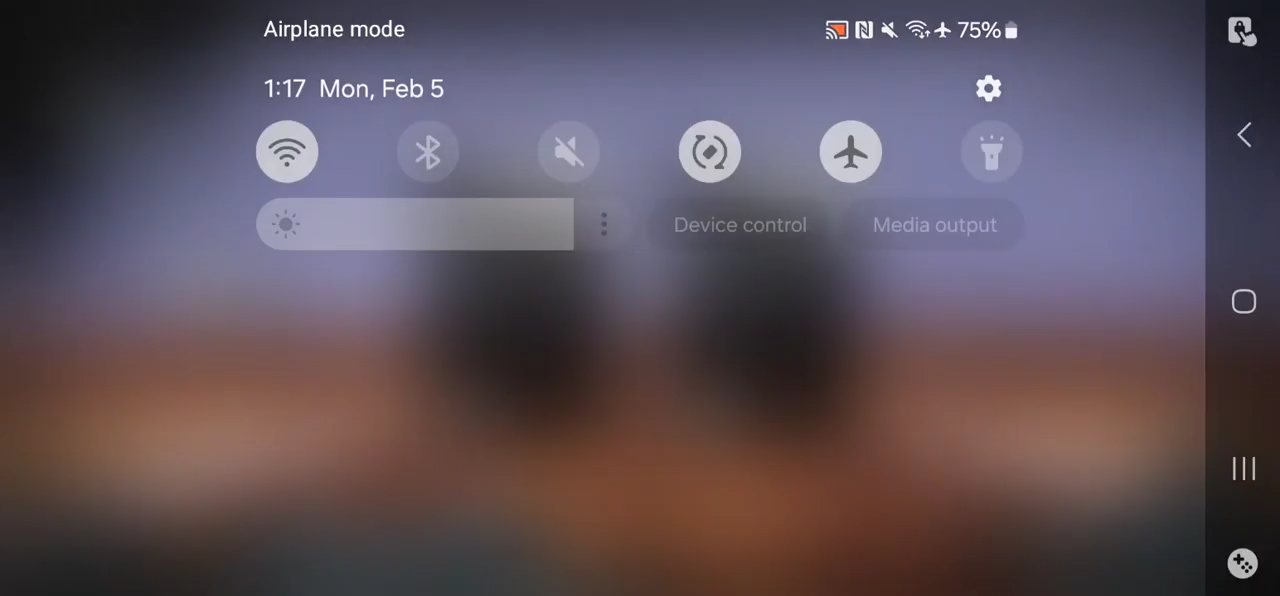 Airplane mode
75%
1:17 Mon, Feb 5
Device control
Media output